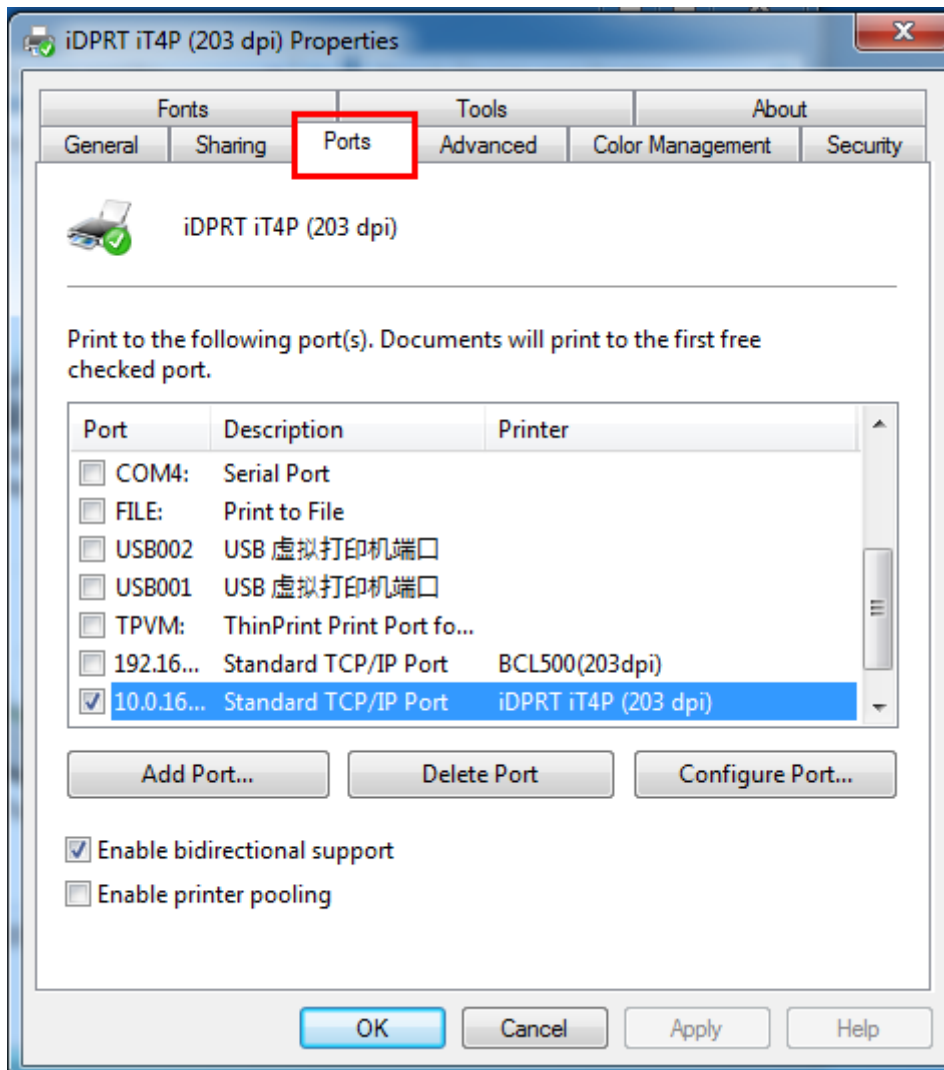 iDPRT iT4P (203 dpi) Properties
Fonts Tools About
General Sharing Ports Advanced Color Management Security
iDPRT iT4P (203 dpi)
Print to the following port(s). Documents will print to the first free
checked port.
Port Description Printer
COM4: Serial Port
FILE: Print to File
USB002 USB 虚拟打印机端口
USB001 USB 虚拟打印机端口
TPVM: ThinPrint Print Port fo...
192.16... Standard TCP/IP Port BCL500(203dpi)
10.0.16... Standard TCP/IP Port iDPRT iT4P (203 dpi)
Add Port... Delete Port Configure Port...
Enable bidirectional support
Enable printer pooling
OK Cancel Apply Help